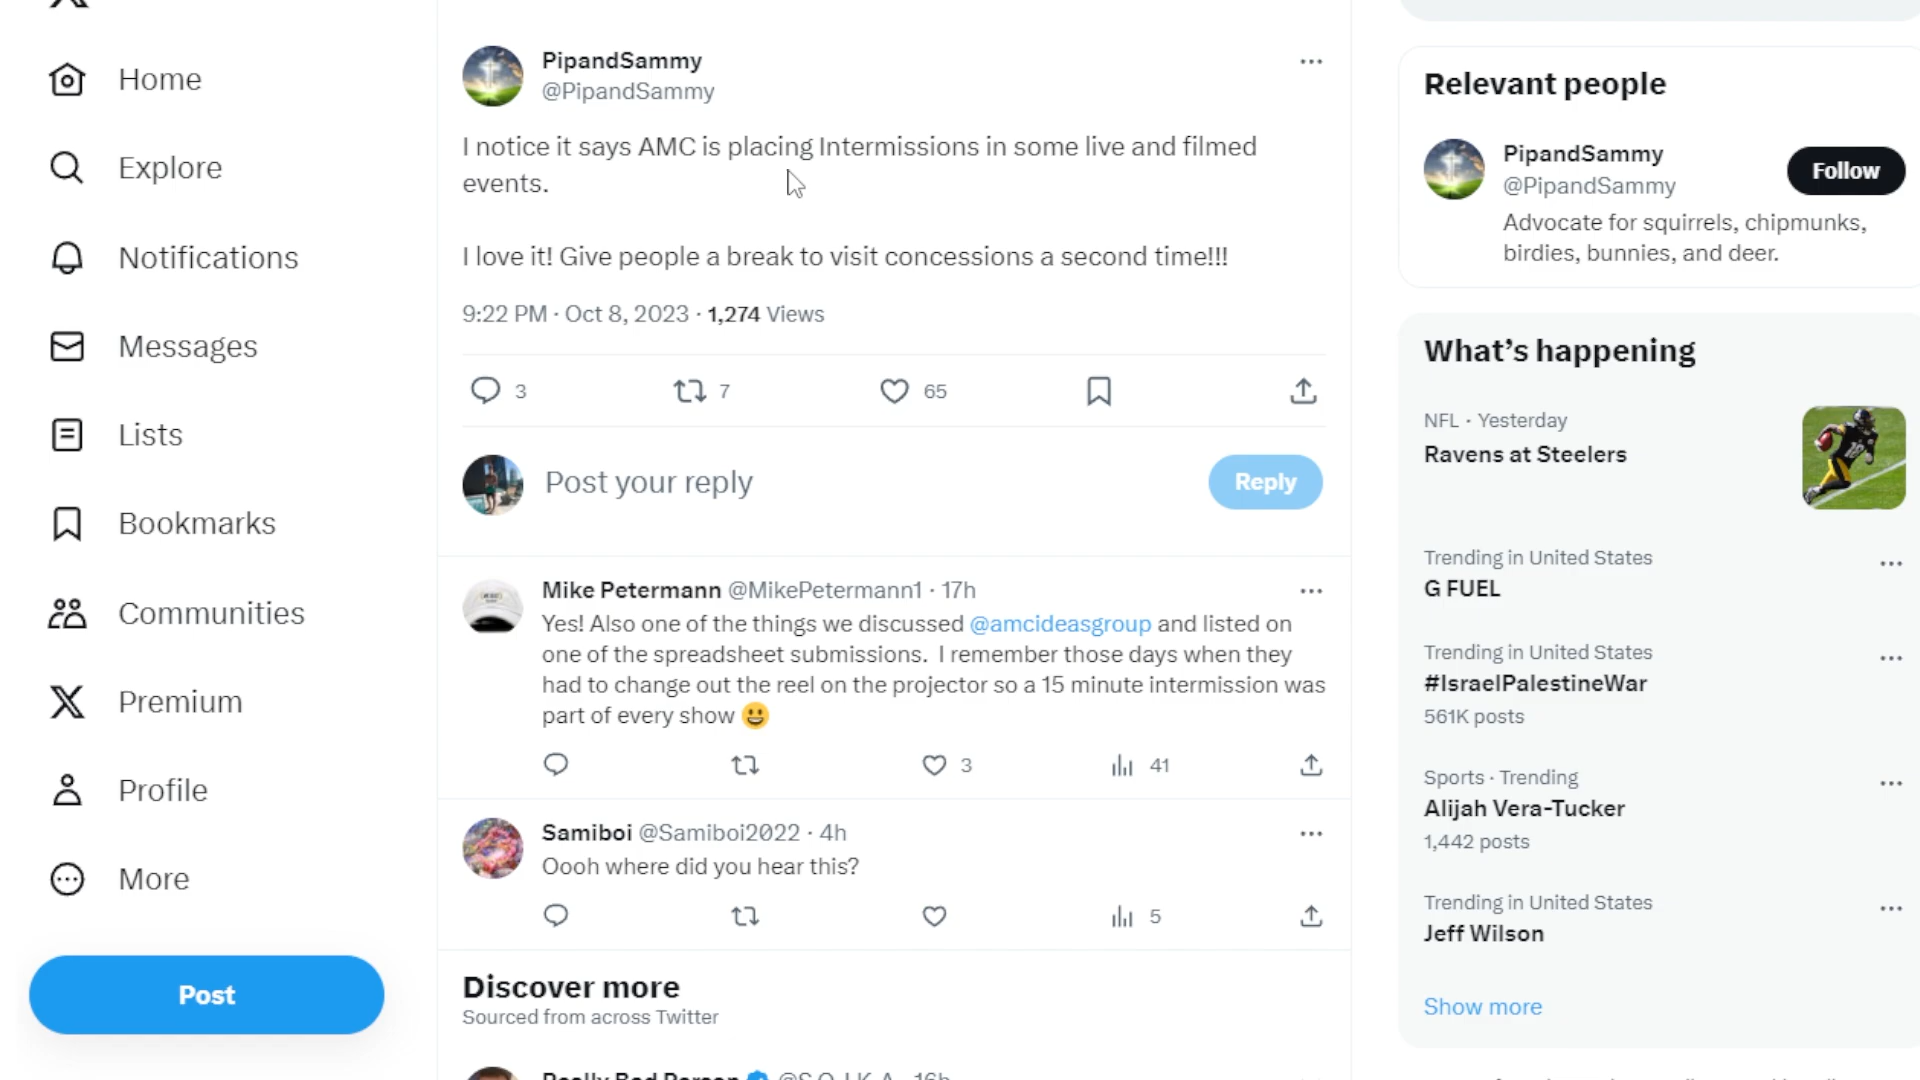 Home
Explore
Notifications
Messages
Lists
Bookmarks
Communities
Premium
Profile
More
Post
PipandSammy
@PipandSammy
I notice it says AMC is placing Intermissions in some live and filmed
events.
I love it! Give people a break to visit concessions a second time!!!
9:22 PM · Oct 8, 2023 · 1,274 Views
3 7 65
Post your reply
Reply
Mike Petermann @MikePetermann1 · 17h
Yes! Also one of the things we discussed @amcideasgroup and listed on
one of the spreadsheet submissions. I remember those days when they
had to change out the reel on the projector so a 15 minute intermission was
part of every show 😀
3 41
Samiboi @Samiboi2022 · 4h
Oooh where did you hear this?
5
Discover more
Sourced from across Twitter
Relevant people
PipandSammy
@PipandSammy
Follow
Advocate for squirrels, chipmunks,
birdies, bunnies, and deer.
What's happening
NFL · Yesterday
Ravens at Steelers
Trending in United States
G FUEL
Trending in United States
#IsraelPalestineWar
561K posts
Sports · Trending
Alijah Vera-Tucker
1,442 posts
Trending in United States
Jeff Wilson
Show more